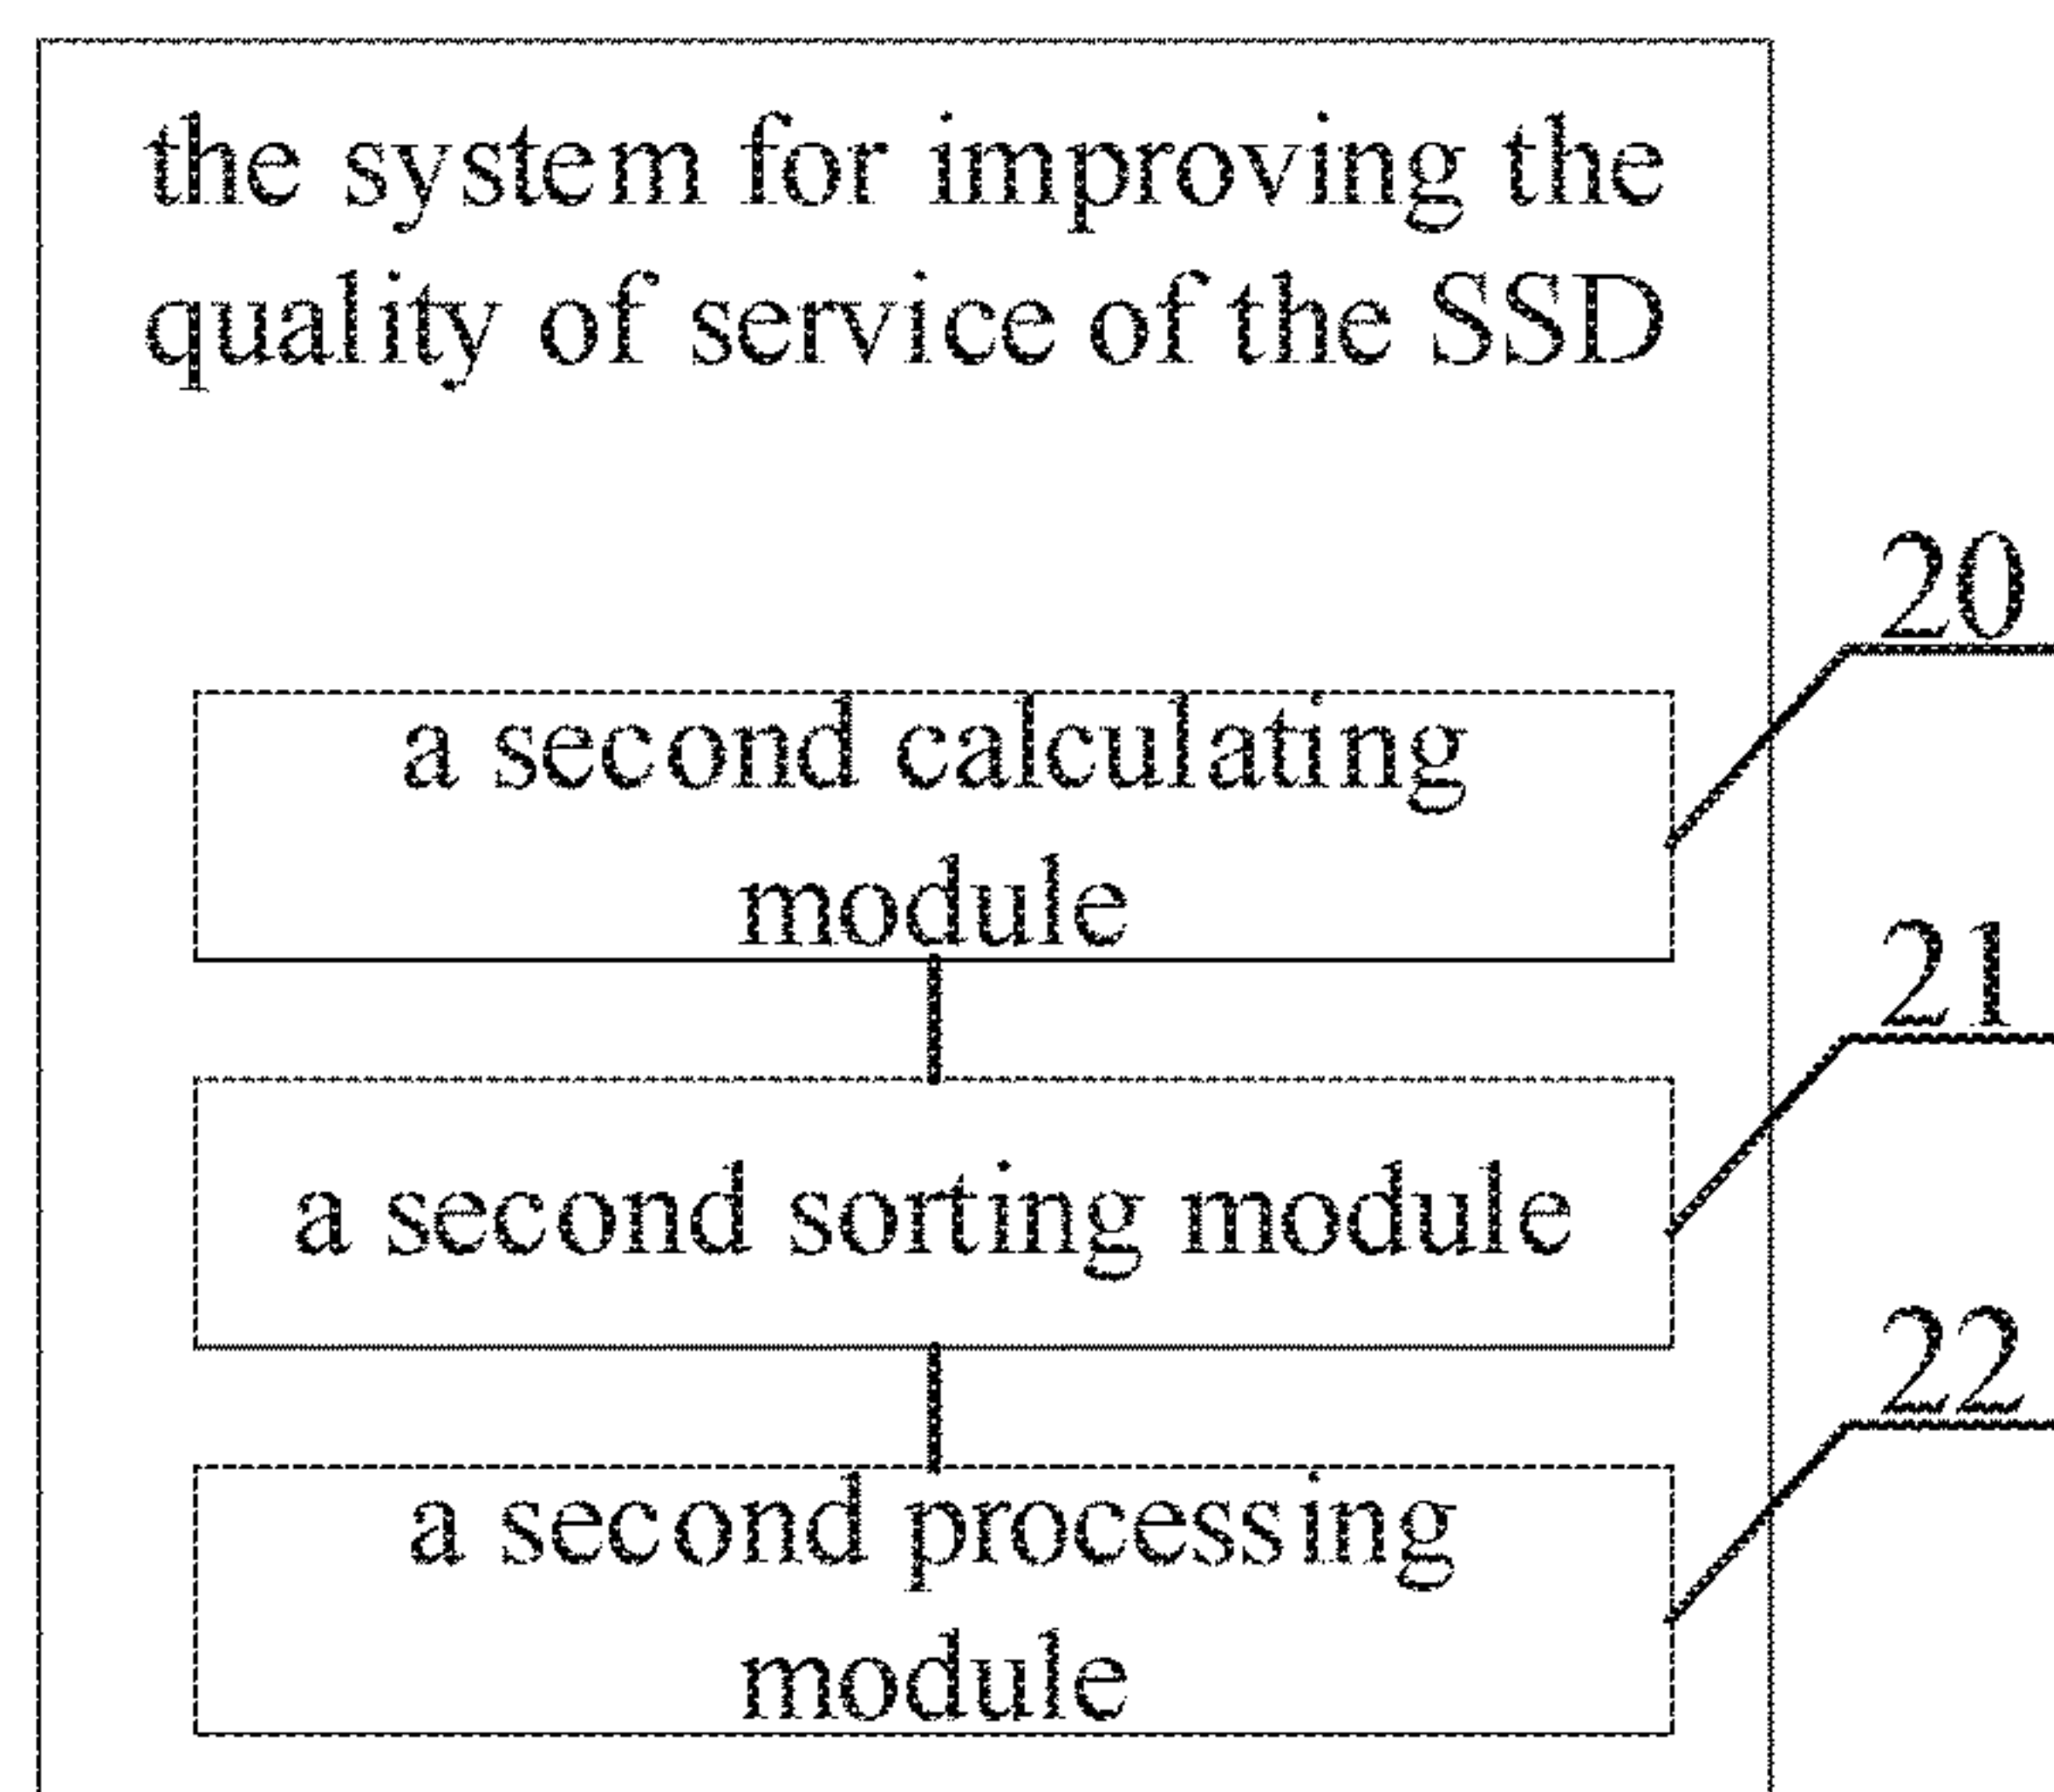 the system for improving the
quality of service of the SSD
20
a second calculating
module
21
a second sorting module
22
a second processing
module